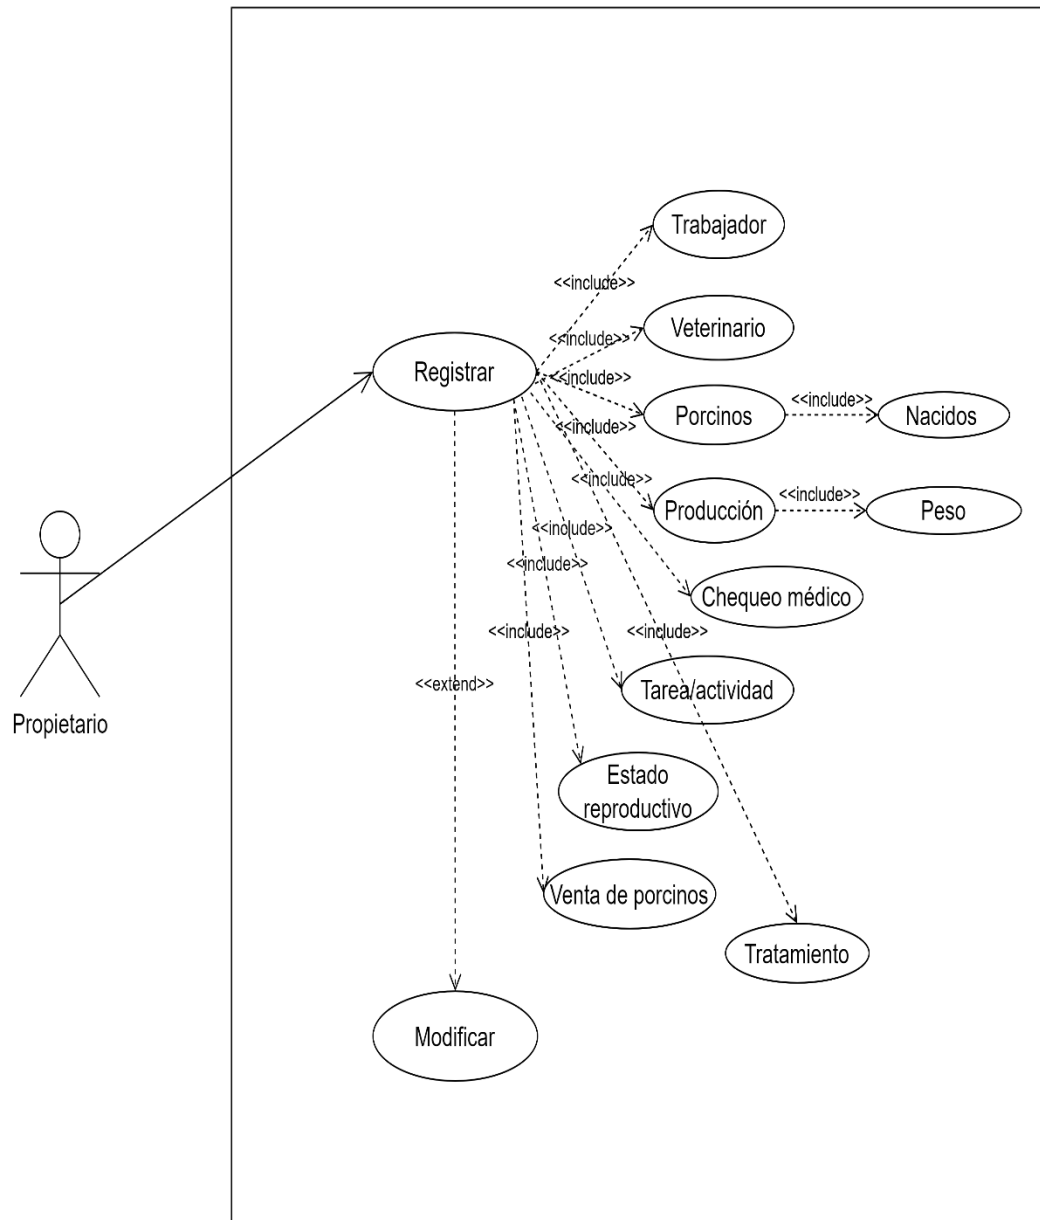 Trabajador
<<include>>
Veterinario
<<include>>
Registrar
<<include>>
Porcinos
<<include>>
Nacidos
<<include>>
<<include>>
Producción
<<include>>
Peso
<<include>>
<<include>>
Chequeo médico
<<include>>
<<include>>
<<extend>>
Tarea/actividad
Propietario
Estado
reproductivo
Venta de porcinos
Tratamiento
Modificar